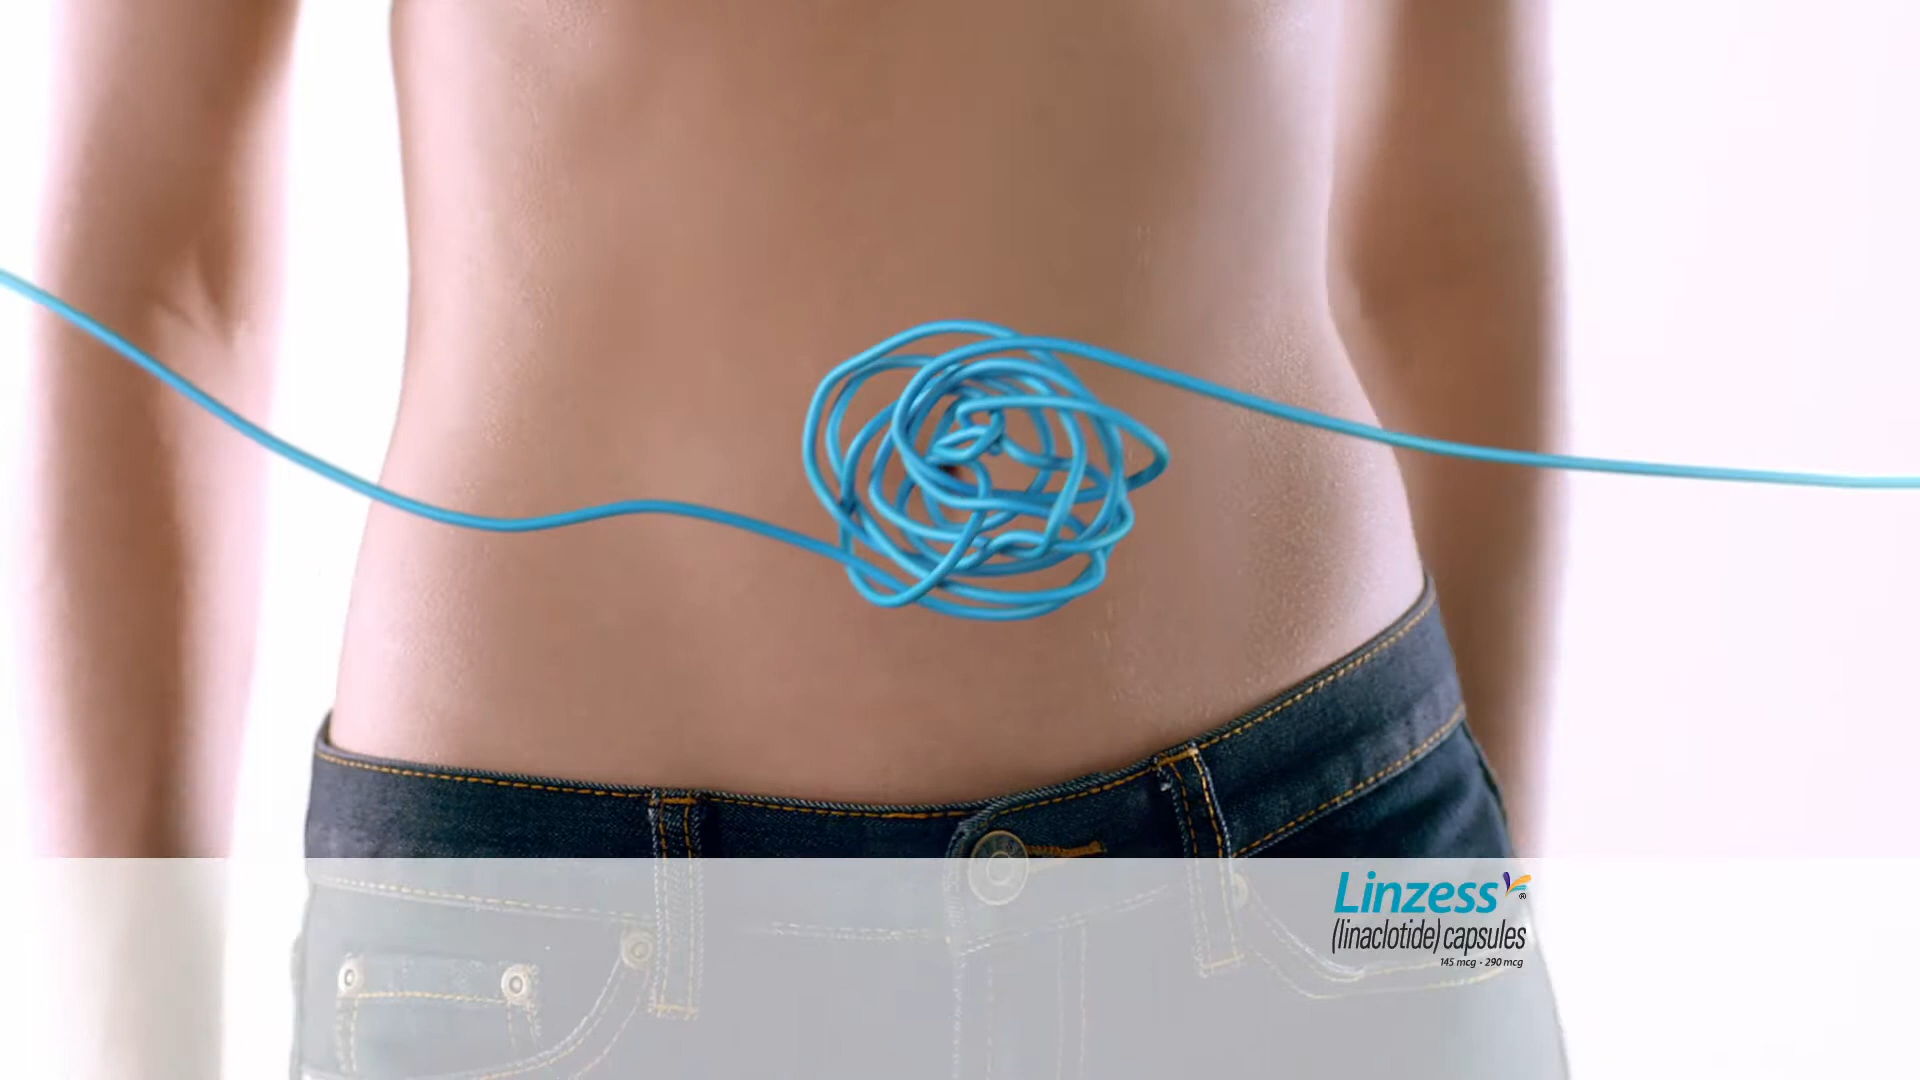 Linzess®
(linaclotide) capsules
145 mcg • 290 mcg